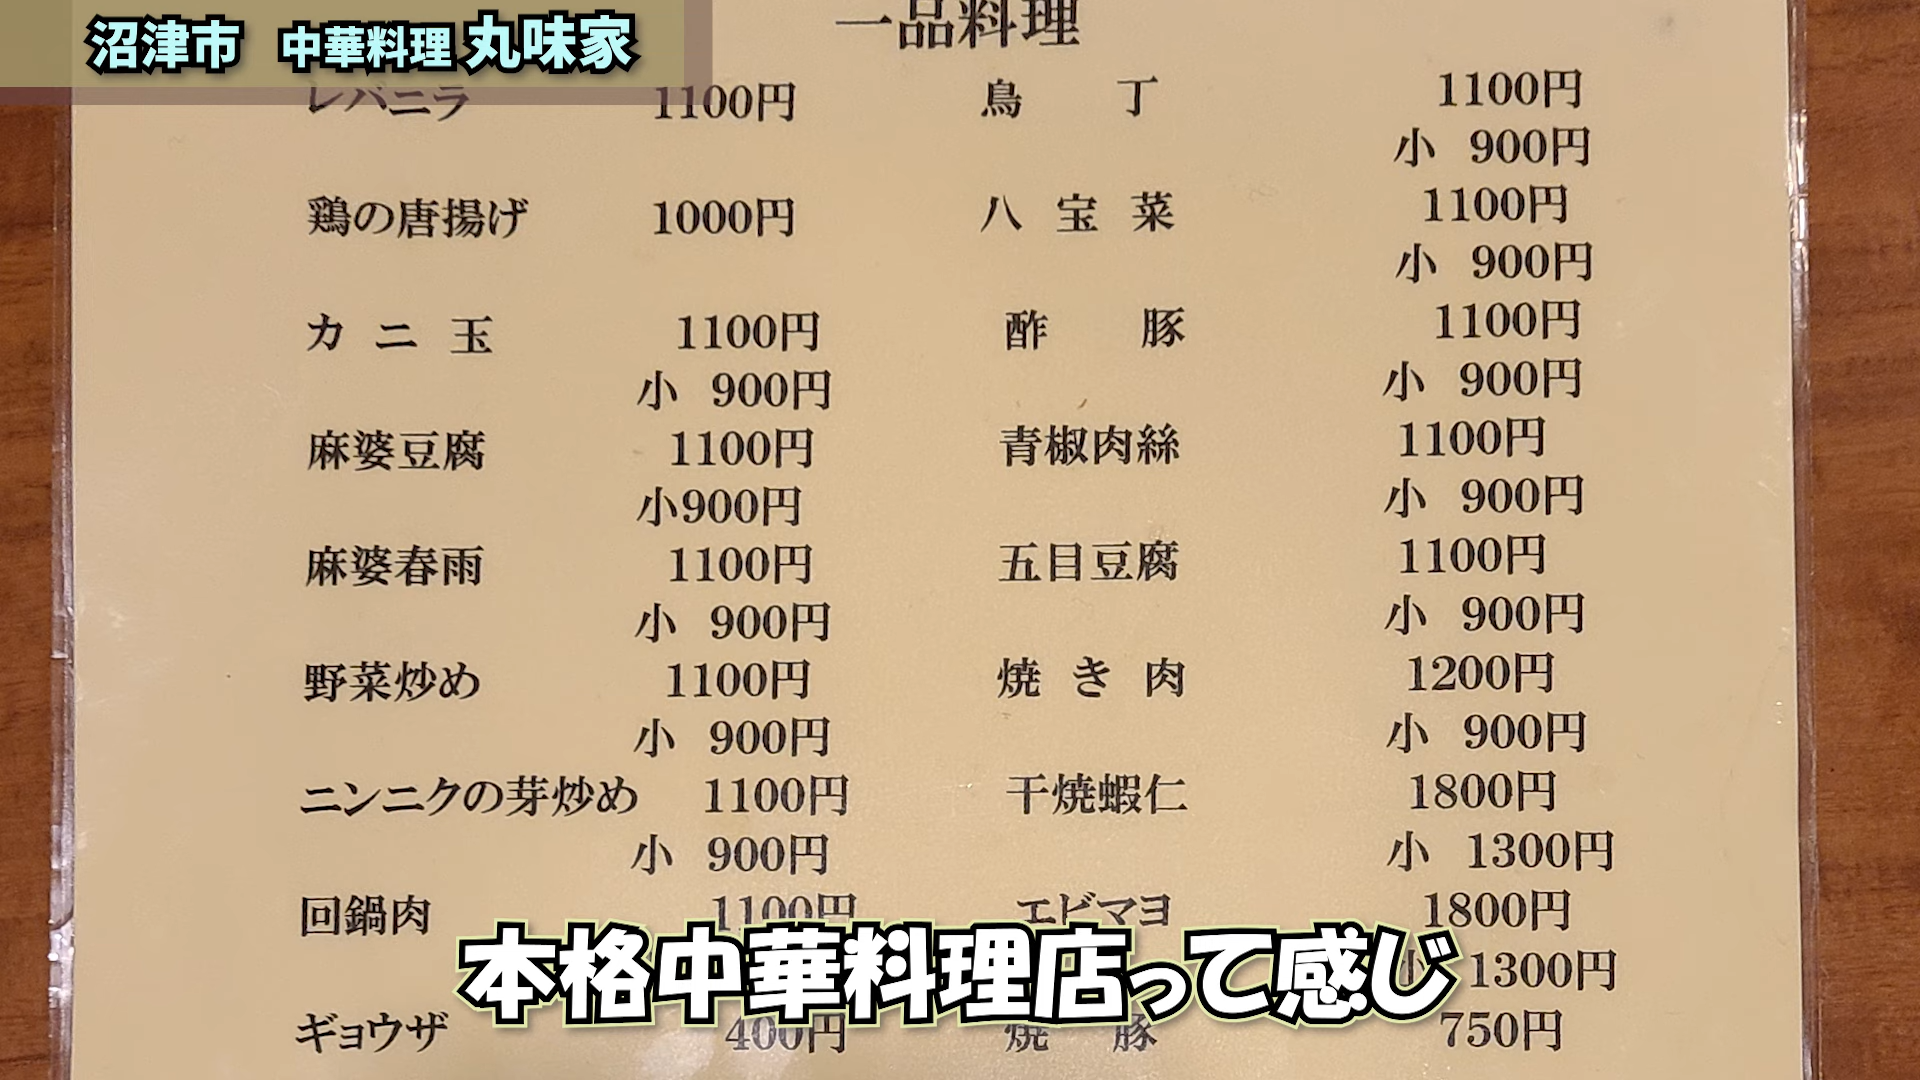 沼津市 中華料理 丸味家
一品料理
レバニラ 1100円
鶏の唐揚げ 1000円
カニ玉 1100円
小 900円
麻婆豆腐 1100円
小900円
麻婆春雨 1100円
小 900円
野菜炒め 1100円
小 900円
ニンニクの芽炒め 1100円
小 900円
回鍋肉 1100円
ギョウザ 400円
鳥丁 1100円
小 900円
八宝菜 1100円
小 900円
酢豚 1100円
小 900円
青椒肉絲 1100円
小 900円
五目豆腐 1100円
小 900円
焼き肉 1200円
小 900円
干焼蝦仁 1800円
小 1300円
エビマヨ 1800円
小 1300円
焼豚 750円
本格中華料理店って感じ